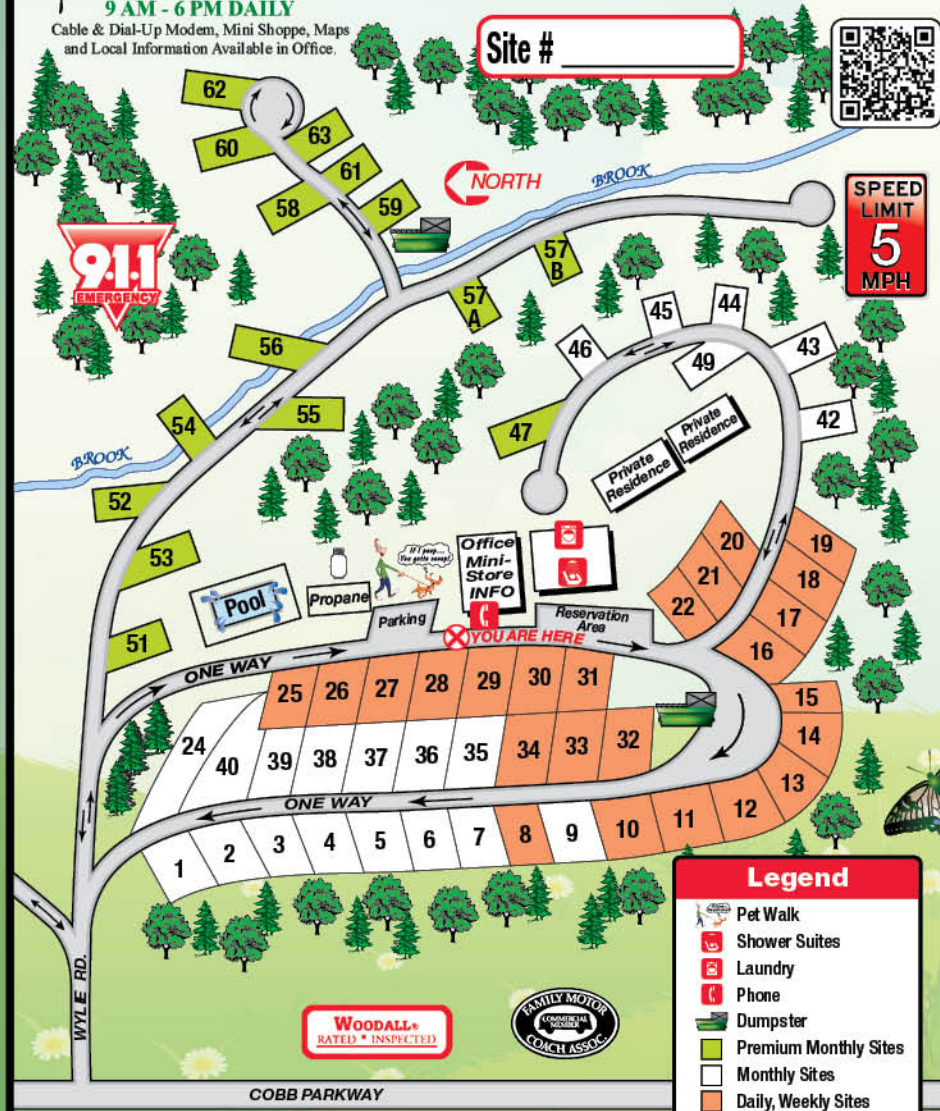 9 AM - 6 PM DAILY
Cable & Dial-Up Modem, Mini Shoppe, Maps
and Local Information Available in Office.
Site #
SPEED
LIMIT
5
MPH
9-1-1
EMERGENCY
NORTH
BROOK
62
60
63
61
58
59
57
B
57
A
56
55
54
BROOK
52
53
51
44
45
46
43
49
42
47
Private
Residence
Private
Residence
If I poop...
You gotta scoop!
Office
Mini-
Store
INFO
Pool
Propane
Parking
Reservation
Area
YOU ARE HERE
20
19
21
18
22
17
16
ONE WAY
25
26
27
28
29
30
31
15
14
13
24
40
39
38
37
36
35
34
33
32
ONE WAY
1
2
3
4
5
6
7
8
9
10
11
12
Legend
Pet Walk
Shower Suites
Laundry
Phone
Dumpster
Premium Monthly Sites
Monthly Sites
Daily, Weekly Sites
WYLIE RD.
WOODALL®
RATED * INSPECTED
FAMILY MOTOR
COMMERCIAL
MEMBER
COACH ASSOC.
COBB PARKWAY